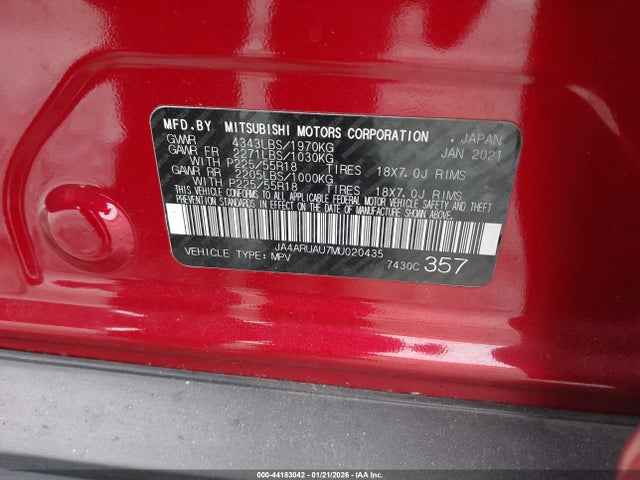 MFD.BY MITSUBISHI MOTORS CORPORATION , JAPAN
GVWR 4343LBS/1970KG JAN 2021
GAWR FR 2271LBS/1030KG
WITH P225/55R18 TIRES 18X7.0J RIMS
GAWR RR 2205LBS/1000KG
WITH P225/55R18 TIRES 18X7.0J RIMS
THIS VEHICLE CONFORMS TO ALL APPLICABLE FEDERAL MOTOR VEHICLE SAFETY AND THEFT
PREVENTION STANDARDS IN EFFECT ON THE DATE OF MANUFACTURE SHOWN ABOVE.
JA4ARUAU7MU020435
VEHICLE TYPE: MPV 7430C 357
000-44183042 | 01/21/2026 | IAA INC.